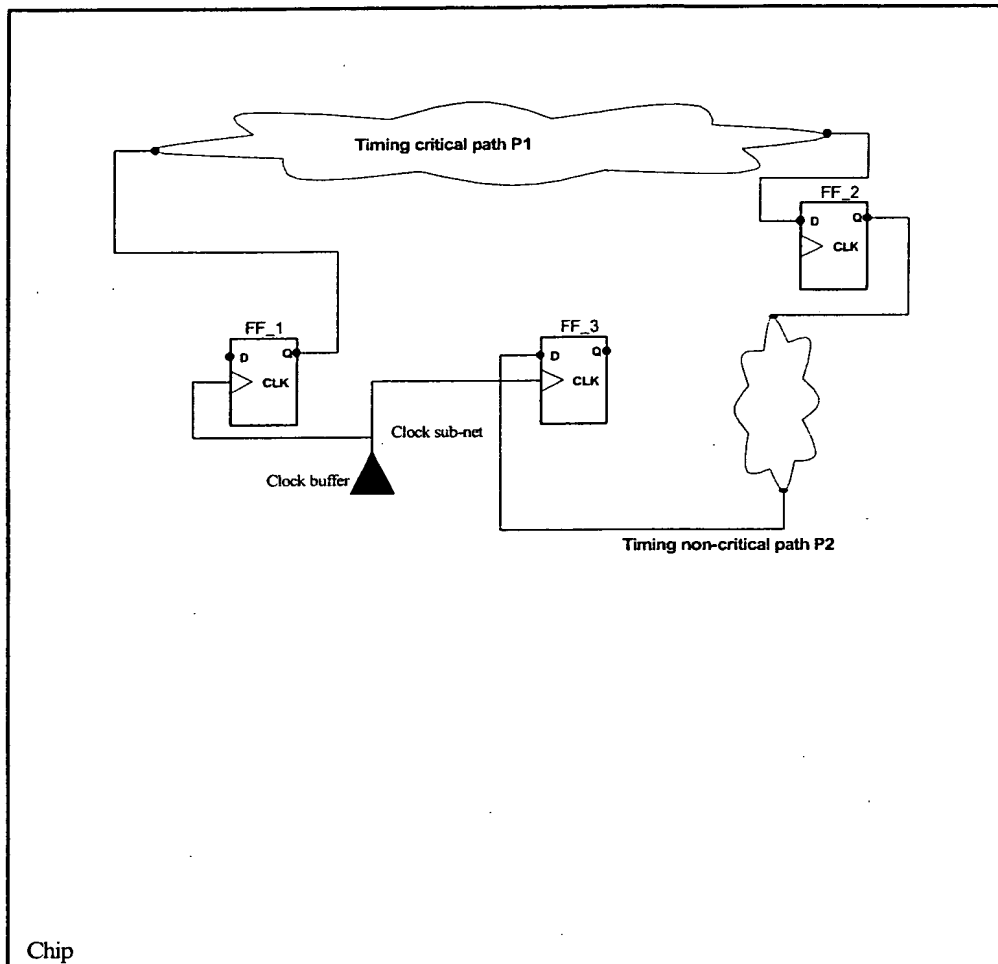 Timing critical path P1
FF_2
D Q
CLK
FF_1
D Q
CLK
FF_3
D Q
CLK
Clock sub-net
Clock buffer
Timing non-critical path P2
Chip